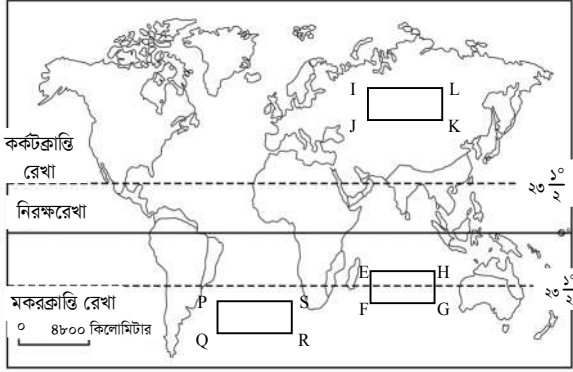 I L
J K
কর্কটক্রান্তি
রেখা
২৩ ১°/২
নিরক্ষরেখা
০°
E H
F G
২৩ ১°/২
মকরক্রান্তি রেখা
P S
Q R
০ ৪৮০০ কিলোমিটার